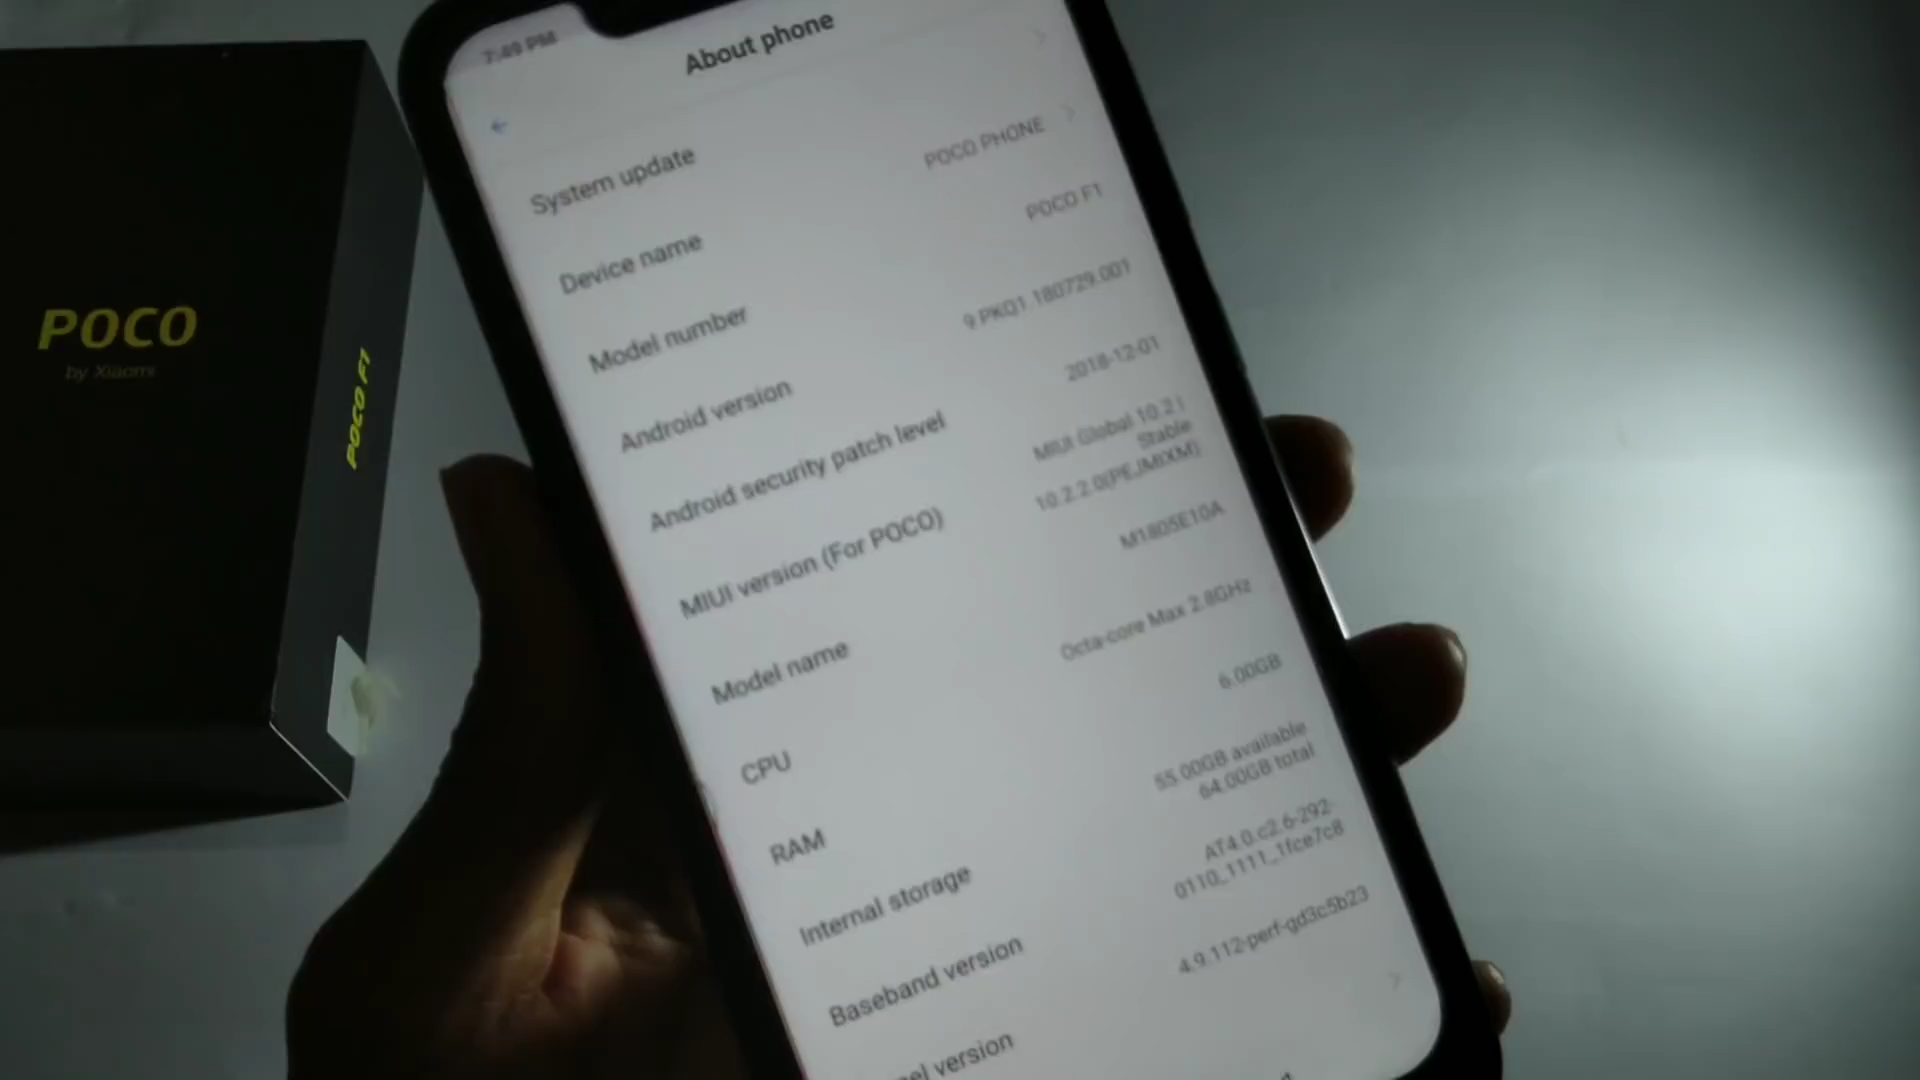 POCO
by Xiaomi
POCO F1
7:49 PM
About phone
System update
Device name
POCO PHONE
Model number
POCO F1
Android version
9 PKQ1.180729.001
Android security patch level
2018-12-01
MIUI version (For POCO)
MIUI Global 10.2 |
Stable
10.2.2.0(PEJMIXM)
Model name
M1805E10A
CPU
Octa-core Max 2.8GHz
RAM
6.00GB
Internal storage
55.00GB available
64.00GB total
Baseband version
AT4.0.c2.6-292-
0110_1111_1fce7c8
version
4.9.112-perf-gd3c5b23